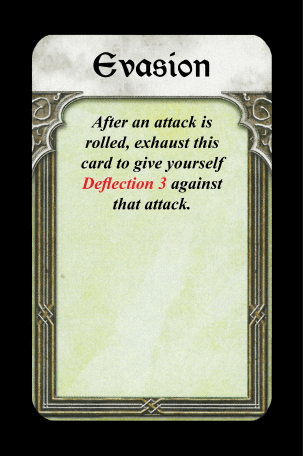 Evasion
After an attack is
rolled, exhaust this
card to give yourself
Deflection 3 against
that attack.